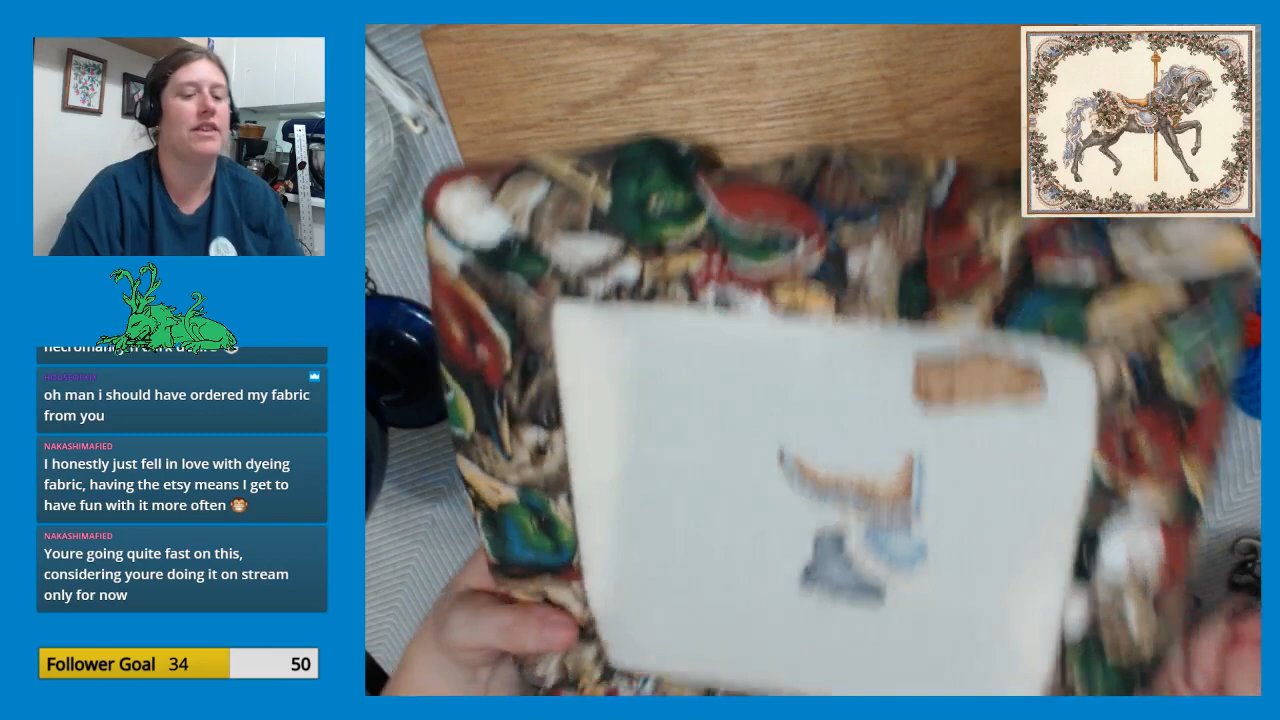 oh man i should have ordered my fabric
from you
NAKASHIMAFIED
I honestly just fell in love with dyeing
fabric, having the etsy means I get to
have fun with it more often
NAKASHIMAFIED
Youre going quite fast on this,
considering youre doing it on stream
only for now
Follower Goal 34 50